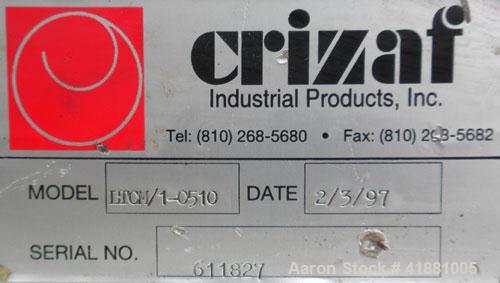 crizaf
Industrial Products, Inc.
Tel: (810) 268-5680 • Fax: (810) 268-5682
MODEL DATE 2/3/97
SERIAL NO. 611827
Aaron Stock # 41881005